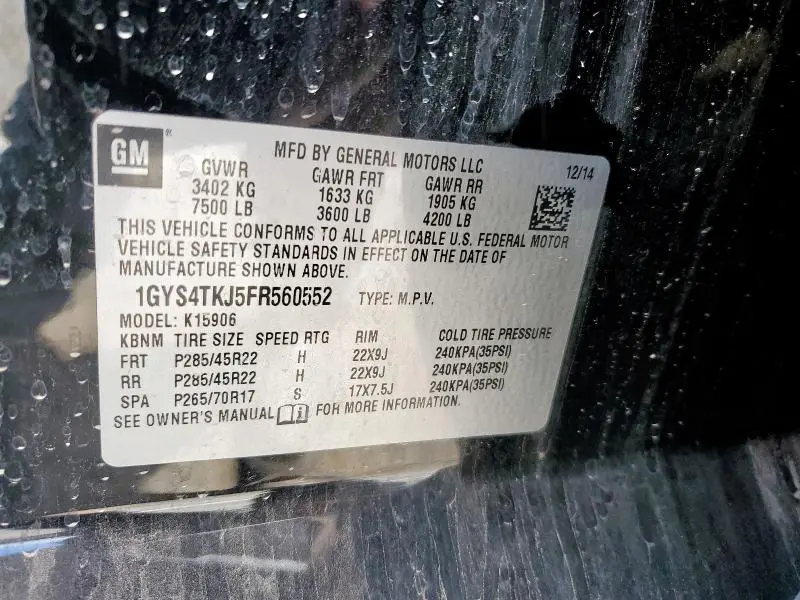 GM ®
MFD BY GENERAL MOTORS LLC 12/14
GVWR GAWR FRT GAWR RR
3402 KG 1633 KG 1905 KG
7500 LB 3600 LB 4200 LB
THIS VEHICLE CONFORMS TO ALL APPLICABLE U.S. FEDERAL MOTOR
VEHICLE SAFETY STANDARDS IN EFFECT ON THE DATE OF
MANUFACTURE SHOWN ABOVE.
1GYS4TKJ5FR560552 TYPE: M.P.V.
MODEL: K15906
KBNM TIRE SIZE SPEED RTG RIM COLD TIRE PRESSURE
FRT P285/45R22 H 22X9J 240KPA(35PSI)
RR P285/45R22 H 22X9J 240KPA(35PSI)
SPA P265/70R17 S 17X7.5J 240KPA(35PSI)
SEE OWNER'S MANUAL i FOR MORE INFORMATION.